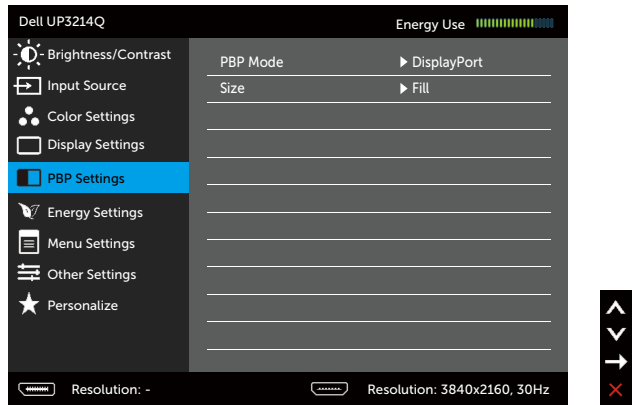 Dell UP3214Q
Energy Use
Brightness/Contrast
PBP Mode
DisplayPort
Input Source
Size
Fill
Color Settings
Display Settings
PBP Settings
Energy Settings
Menu Settings
Other Settings
Personalize
Resolution: -
Resolution: 3840x2160, 30Hz